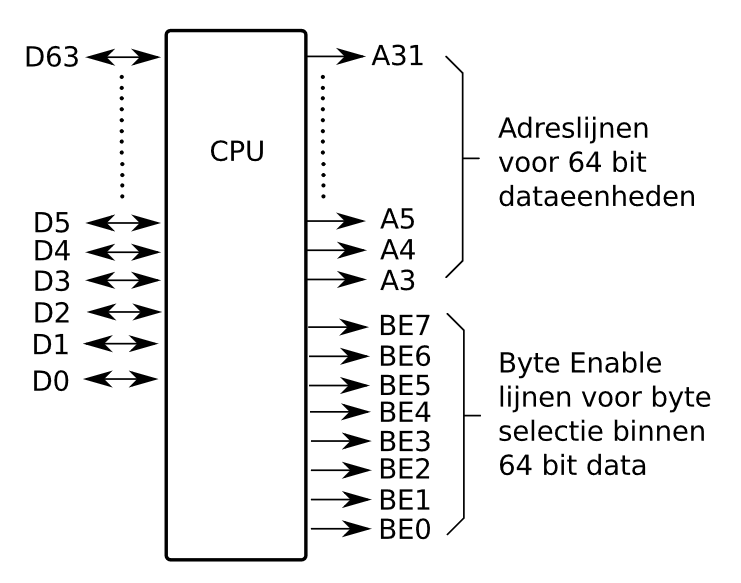 D63
D5
D4
D3
D2
D1
D0
CPU
A31
A5
A4
A3
BE7
BE6
BE5
BE4
BE3
BE2
BE1
BE0
Adreslijnen
voor 64 bit
dataeenheden
Byte Enable
lijnen voor byte
selectie binnen
64 bit data